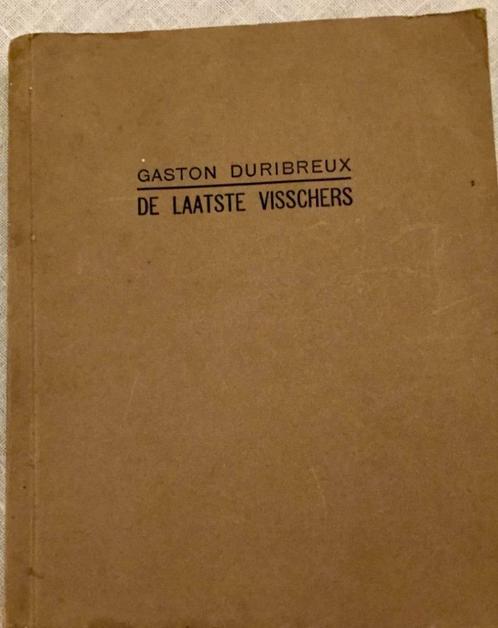 GASTON DURIBREUX
DE LAATSTE VISSCHERS